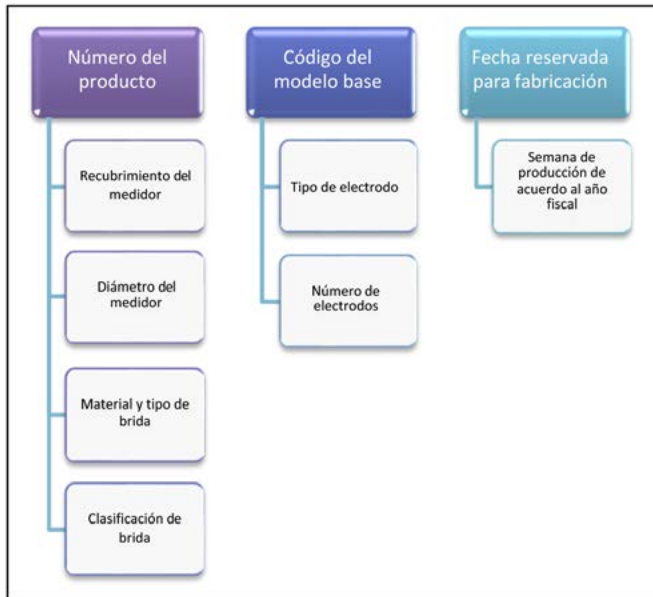 Número del
producto
Recubrimiento del
medidor
Diámetro del
medidor
Material y tipo de
brida
Clasificación de
brida
Código del
modelo base
Tipo de electrodo
Número de
electrodos
Fecha reservada
para fabricación
Semana de
producción de
acuerdo al año
fiscal